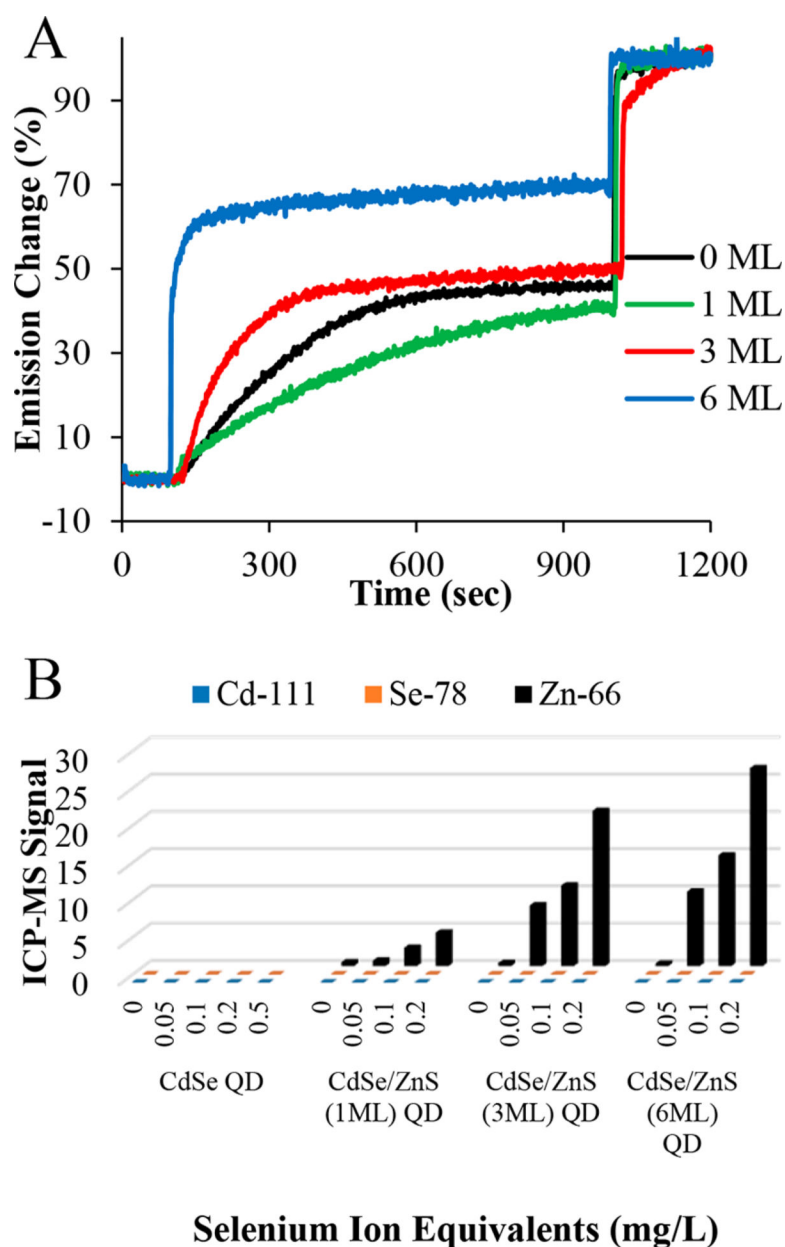 A
Emission Change (%)
90
70
50
30
10
-10
0 ML
1 ML
3 ML
6 ML
0 300 600 900 1200
Time (sec)
B
Cd-111 Se-78 Zn-66
ICP-MS Signal
30
25
20
15
10
5
0
0 0.05 0.1 0.2 0.5 0 0.05 0.1 0.2 0 0.05 0.1 0.2 0 0.05 0.1 0.2
CdSe QD CdSe/ZnS CdSe/ZnS CdSe/ZnS
(1ML) QD (3ML) QD (6ML)
QD
Selenium Ion Equivalents (mg/L)